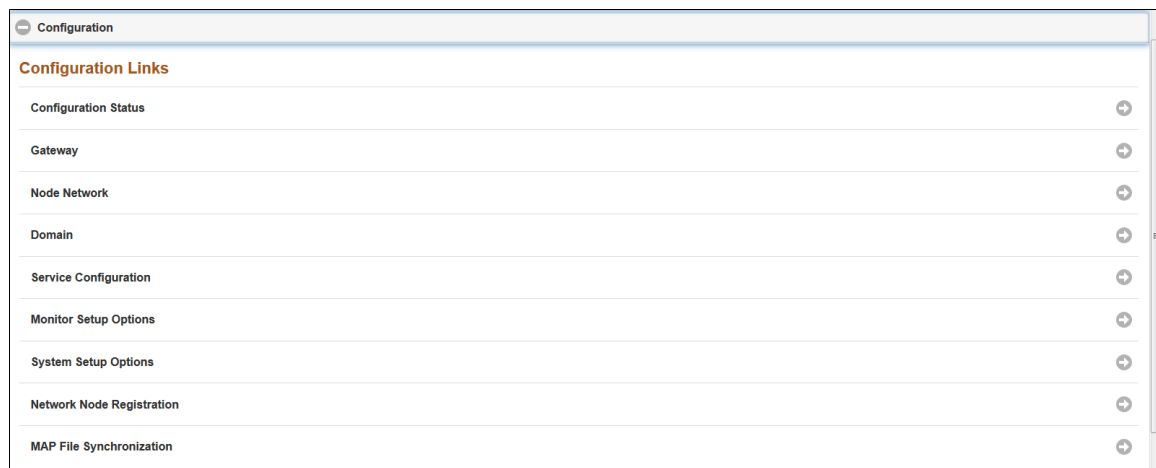 Configuration
Configuration Links
Configuration Status
Gateway
Node Network
Domain
Service Configuration
Monitor Setup Options
System Setup Options
Network Node Registration
MAP File Synchronization